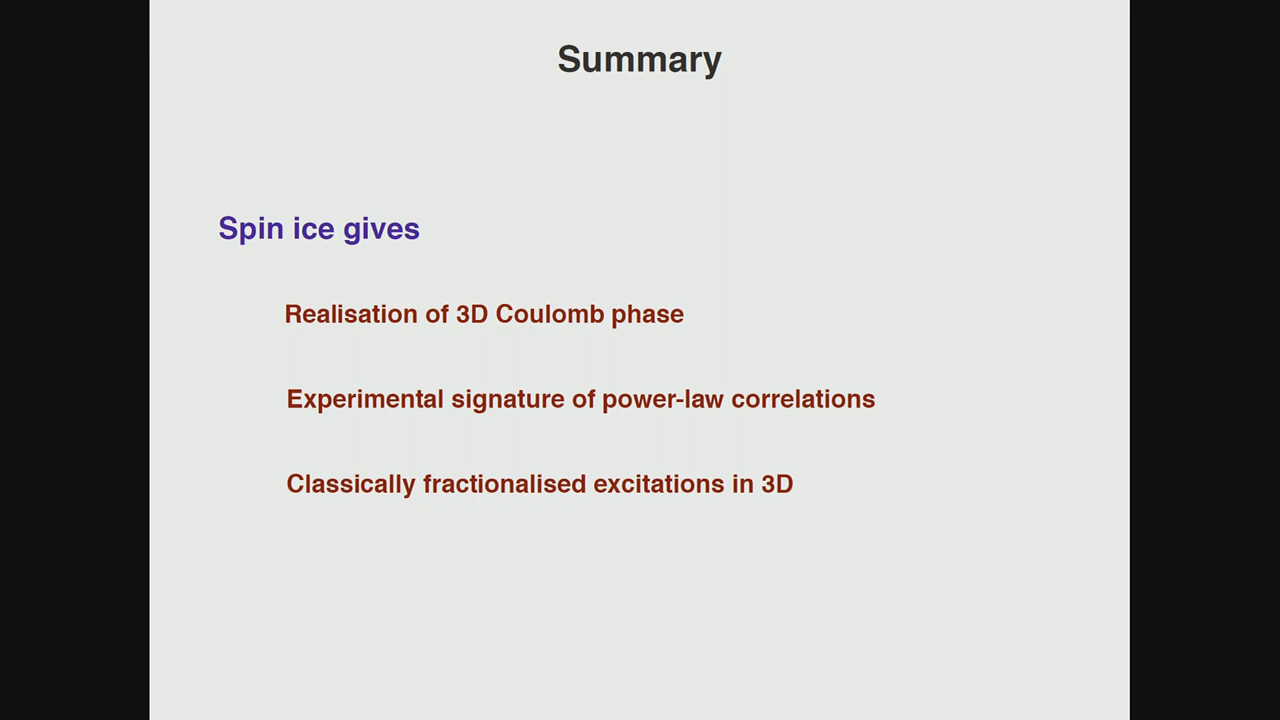 Summary
Spin ice gives
Realisation of 3D Coulomb phase
Experimental signature of power-law correlations
Classically fractionalised excitations in 3D